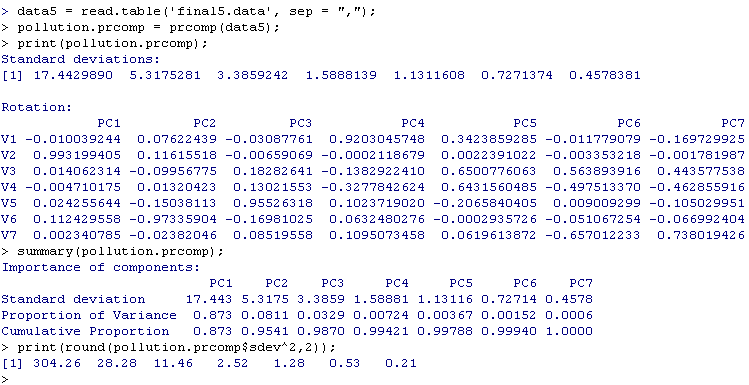 > data5 = read.table('final5.data', sep = ",");
> pollution.prcomp = prcomp(data5);
> print(pollution.prcomp);
Standard deviations:
[1] 17.4429890  5.3175281  3.3859242  1.5888139  1.1311608  0.7271374  0.4578381
Rotation:
PC1 PC2 PC3 PC4 PC5 PC6 PC7
V1 -0.010039244  0.07622439 -0.03087761  0.9203045748  0.3423859285 -0.011779079 -0.169729925
V2  0.993199405  0.11615518 -0.00659069 -0.0002118679  0.0022391022 -0.003353218 -0.001781987
V3  0.014062314 -0.09956775  0.18282641 -0.1382922410  0.6500776063  0.563893916  0.443577538
V4 -0.004710175  0.01320423  0.13021553 -0.3277842624  0.6431560485 -0.497513370 -0.462855916
V5  0.024255644 -0.15038113  0.95526318  0.1023719020 -0.2065840405  0.009009299 -0.105029951
V6  0.112429558 -0.97335904 -0.16981025  0.0632480276 -0.0002935726 -0.051067254 -0.066992404
V7  0.002340785 -0.02382046  0.08519558  0.1095073458  0.0619613872 -0.657012233  0.738019426
> summary(pollution.prcomp);
Importance of components:
PC1 PC2 PC3 PC4 PC5 PC6 PC7
Standard deviation     17.443 5.3175 3.3859 1.58881 1.13116 0.72714 0.4578
Proportion of Variance  0.873 0.0811 0.0329 0.00724 0.00367 0.00152 0.0006
Cumulative Proportion   0.873 0.9541 0.9870 0.99421 0.99788 0.99940 1.0000
> print(round(pollution.prcomp$sdev^2,2));
[1] 304.26  28.28  11.46   2.52   1.28   0.53   0.21
>